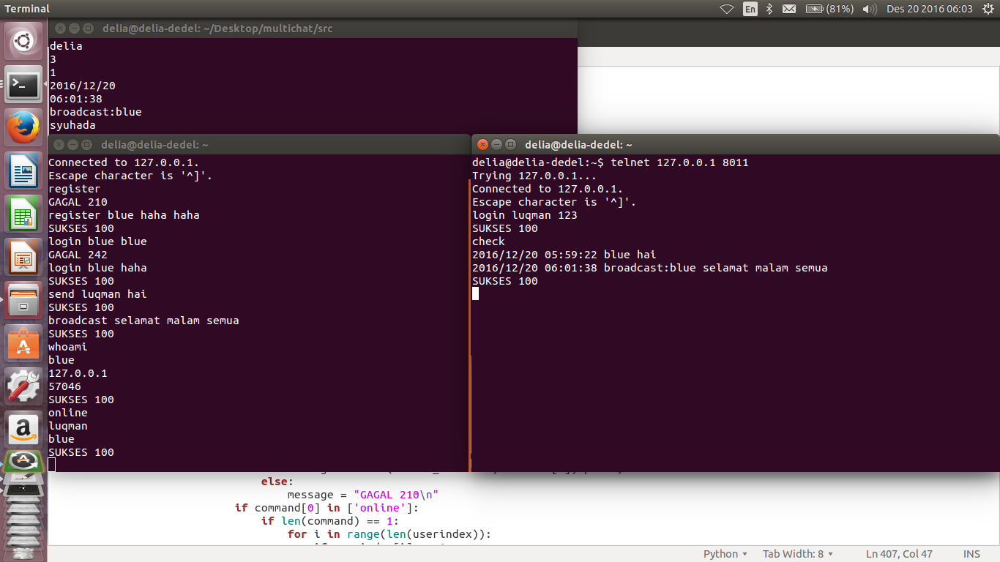 Terminal
En
(81%)
Des 20 2016 06:03
delia@delia-dedel: ~/Desktop/multichat/src
delia
3
1
2016/12/20
06:01:38
broadcast:blue
syuhada
delia@delia-dedel: ~
Connected to 127.0.0.1.
Escape character is '^]'.
register
GAGAL 210
register blue haha haha
SUKSES 100
login blue blue
GAGAL 242
login blue haha
SUKSES 100
send luqman hai
SUKSES 100
broadcast selamat malam semua
SUKSES 100
whoami
blue
127.0.0.1
57046
SUKSES 100
online
luqman
blue
SUKSES 100
delia@delia-dedel: ~
delia@delia-dedel:~$ telnet 127.0.0.1 8011
Trying 127.0.0.1...
Connected to 127.0.0.1.
Escape character is '^]'.
login luqman 123
SUKSES 100
check
2016/12/20 05:59:22 blue hai
2016/12/20 06:01:38 broadcast:blue selamat malam semua
SUKSES 100
else:
message = "GAGAL 210\n"
if command[0] in ['online']:
if len(command) == 1:
for i in range(len(userindex)):
Python
Tab Width: 8
Ln 407, Col 47
INS